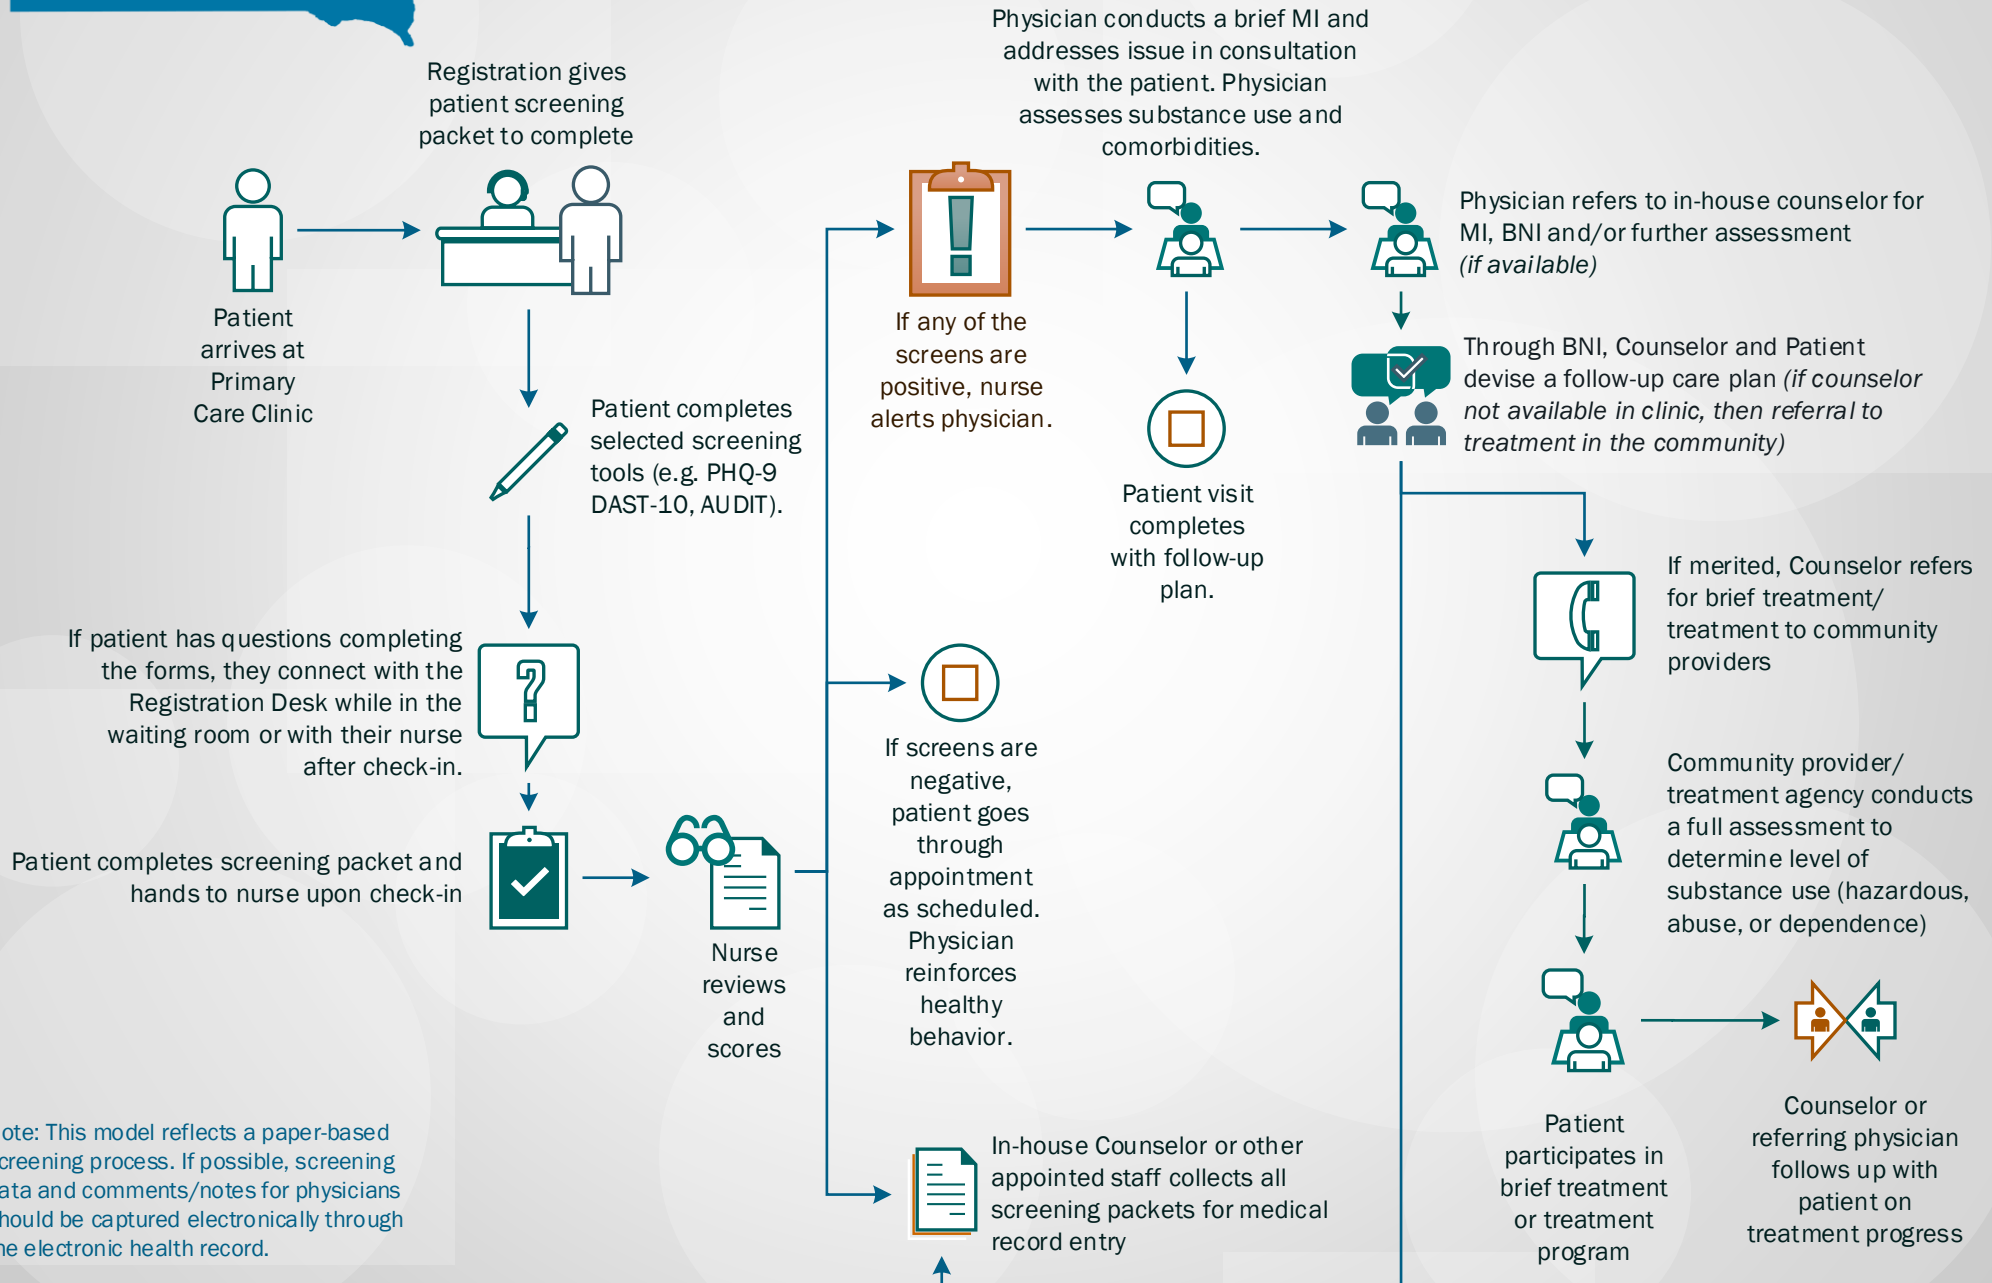 Registration gives
patient screening
packet to complete
Patient
arrives at
Primary
Care Clinic
Patient completes
selected screening
tools (e.g. PHQ-9
DAST-10, AUDIT).
If patient has questions completing
the forms, they connect with the
Registration Desk while in the
waiting room or with their nurse
after check-in.
Patient completes screening packet and
hands to nurse upon check-in
Nurse
reviews
and
scores
If any of the
screens are
positive, nurse
alerts physician.
If screens are
negative,
patient goes
through
appointment
as scheduled.
Physician
reinforces
healthy
behavior.
In-house Counselor or other
appointed staff collects all
screening packets for medical
record entry
Physician conducts a brief MI and
addresses issue in consultation
with the patient. Physician
assesses substance use and
comorbidities.
Patient visit
completes
with follow-up
plan.
Physician refers to in-house counselor for
MI, BNI and/or further assessment
(if available)
Through BNI, Counselor and Patient
devise a follow-up care plan (if counselor
not available in clinic, then referral to
treatment in the community)
If merited, Counselor refers
for brief treatment/
treatment to community
providers
Community provider/
treatment agency conducts
a full assessment to
determine level of
substance use (hazardous,
abuse, or dependence)
Patient
participates in
brief treatment
or treatment
program
Counselor or
referring physician
follows up with
patient on
treatment progress
ote: This model reflects a paper-based
creening process. If possible, screening
ata and comments/notes for physicians
hould be captured electronically through
he electronic health record.